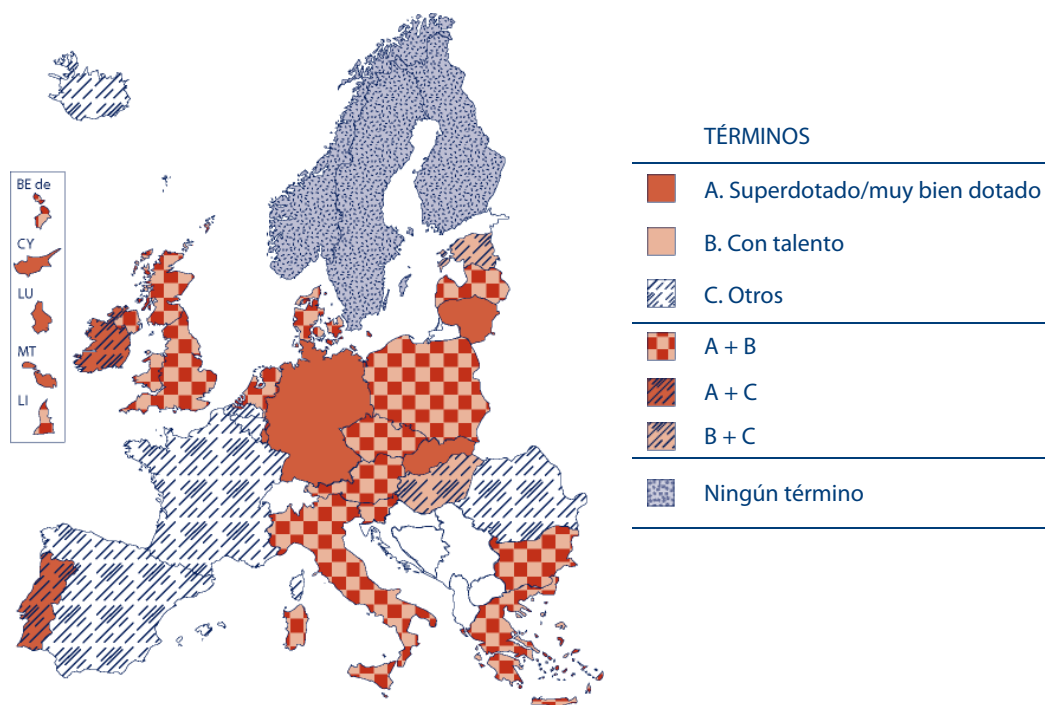 BE de
CY
LU
MT
LI
TÉRMINOS
A. Superdotado/muy bien dotado
B. Con talento
C. Otros
A + B
A + C
B + C
Ningún término